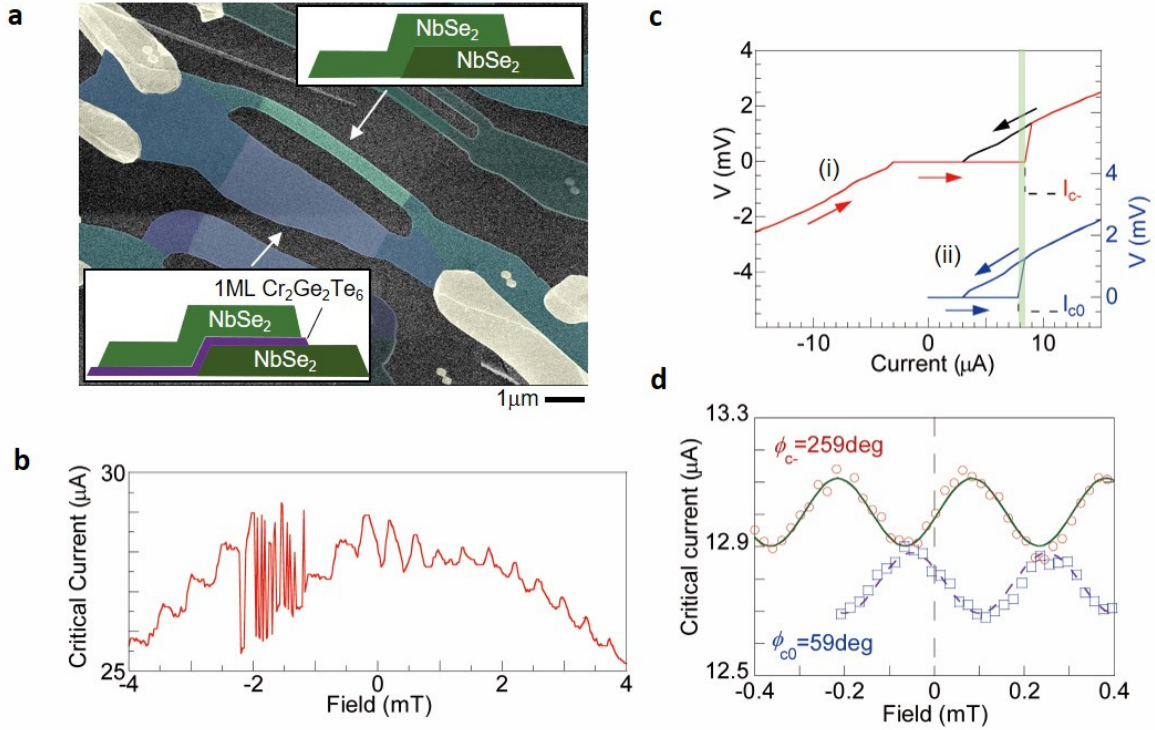 a
NbSe2
NbSe2
1ML Cr2Ge2Te6
NbSe2
NbSe2
1μm
b
30
25
Critical Current (μA)
-4
-2
0
2
4
Field (mT)
c
4
2
0
-2
-4
V (mV)
(i)
Ic-
4
2
0
V (mV)
(ii)
Ic0
-10
0
10
Current (μA)
d
13.3
12.9
12.5
Critical current (μA)
ϕc-=259deg
ϕc0=59deg
-0.4
-0.2
0
0.2
0.4
Field (mT)